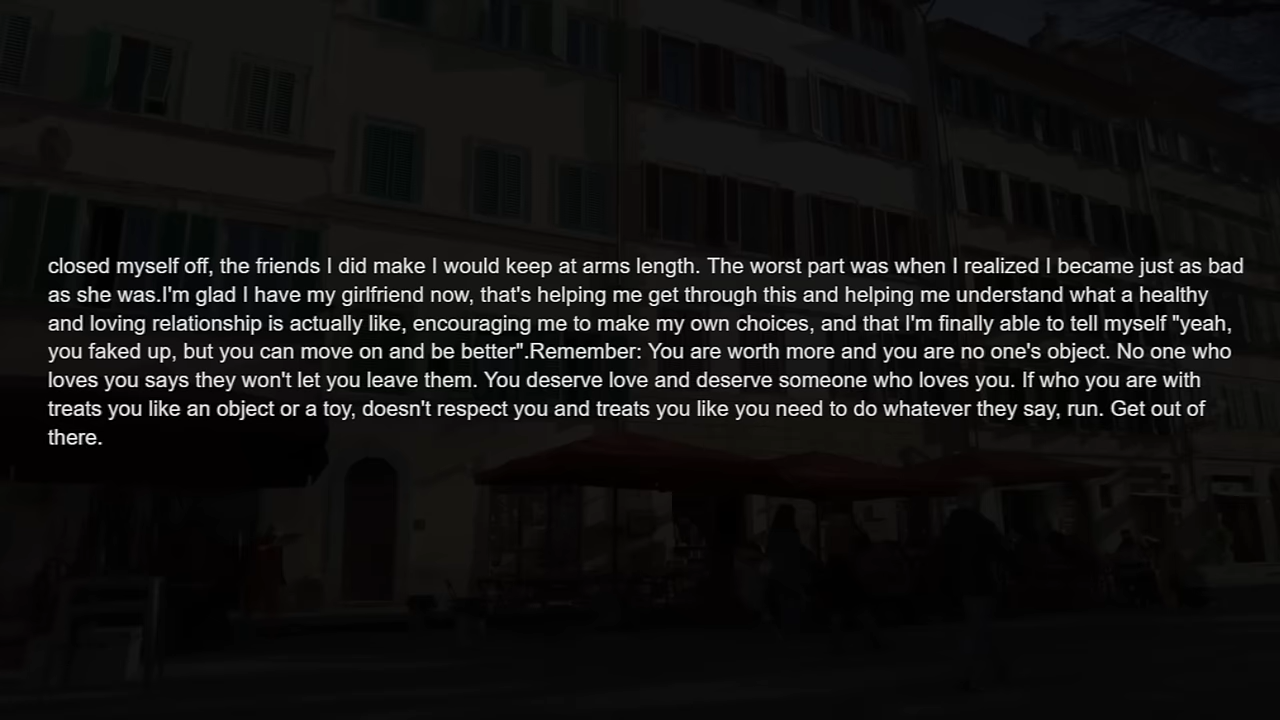 closed myself off, the friends I did make I would keep at arms length. The worst part was when I realized I became just as bad
as she was.I'm glad I have my girlfriend now, that's helping me get through this and helping me understand what a healthy
and loving relationship is actually like, encouraging me to make my own choices, and that I'm finally able to tell myself "yeah,
you faked up, but you can move on and be better".Remember: You are worth more and you are no one's object. No one who
loves you says they won't let you leave them. You deserve love and deserve someone who loves you. If who you are with
treats you like an object or a toy, doesn't respect you and treats you like you need to do whatever they say, run. Get out of
there.